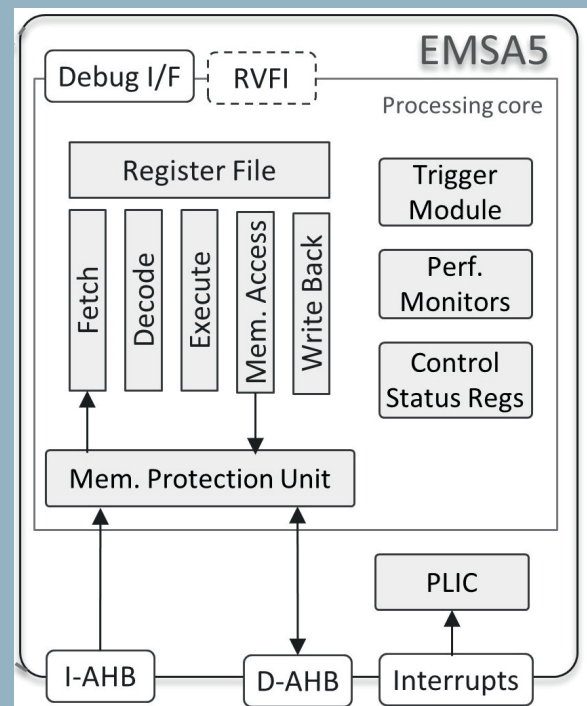 EMSA5
Debug I/F
RVFI
Processing core
Register File
Trigger
Module
Fetch
Decode
Execute
Mem. Access
Write Back
Perf.
Monitors
Control
Status Regs
Mem. Protection Unit
PLIC
I-AHB
D-AHB
Interrupts